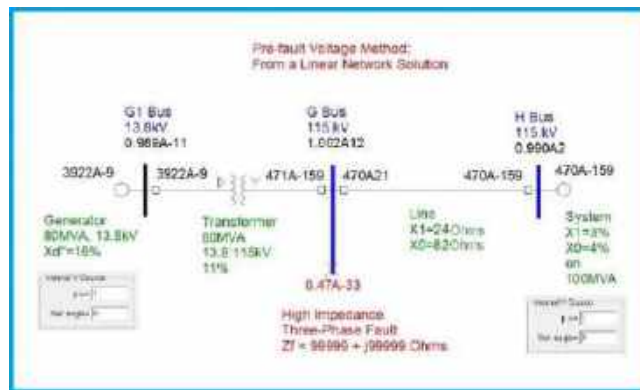 Pre-fault Voltage Method:
From a Linear Network Solution
G1 Bus
13.8kV
0.989A-11
G Bus
115 kV
1.002A12
H Bus
115.kV
0.990A2
3922A-9
3922A-9
471A-159
470A21
470A-159
470A-159
Generator
80MVA, 13.8kV
Xd"=16%
Transformer
80MVA
13.8:115kV
11%
Line
X1=24Ohms
X0=82Ohms
System
X1=3%
X0=4%
on
100MVA
0.47A-33
High Impedance
Three-Phase Fault
Zf = 99999 + j99999 Ohms